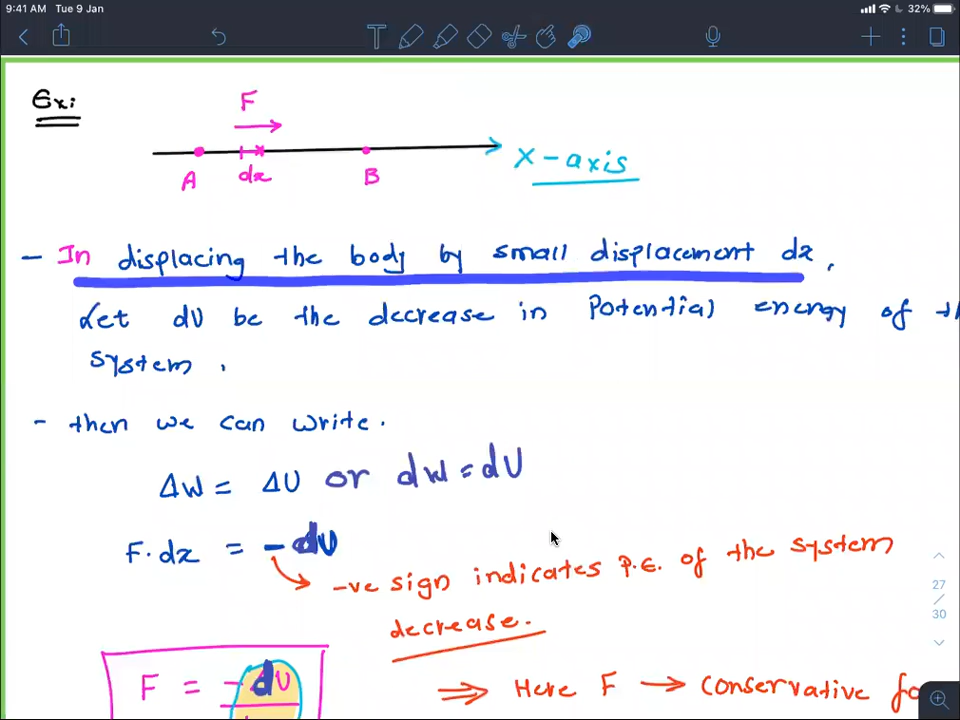 9:41 AM Tue 9 Jan
32%
Ex:
F
A
dx
B
X-axis
- In displacing the body by small displacement dx,
Let dU be the decrease in Potential energy of th
system.
- then we can write.
ΔW = ΔU or dW = dU
F.dx = - dU
-ve sign indicates P.E. of the system
decrease.
F = - dU
⇒ Here F → conservative fo
27
/
30